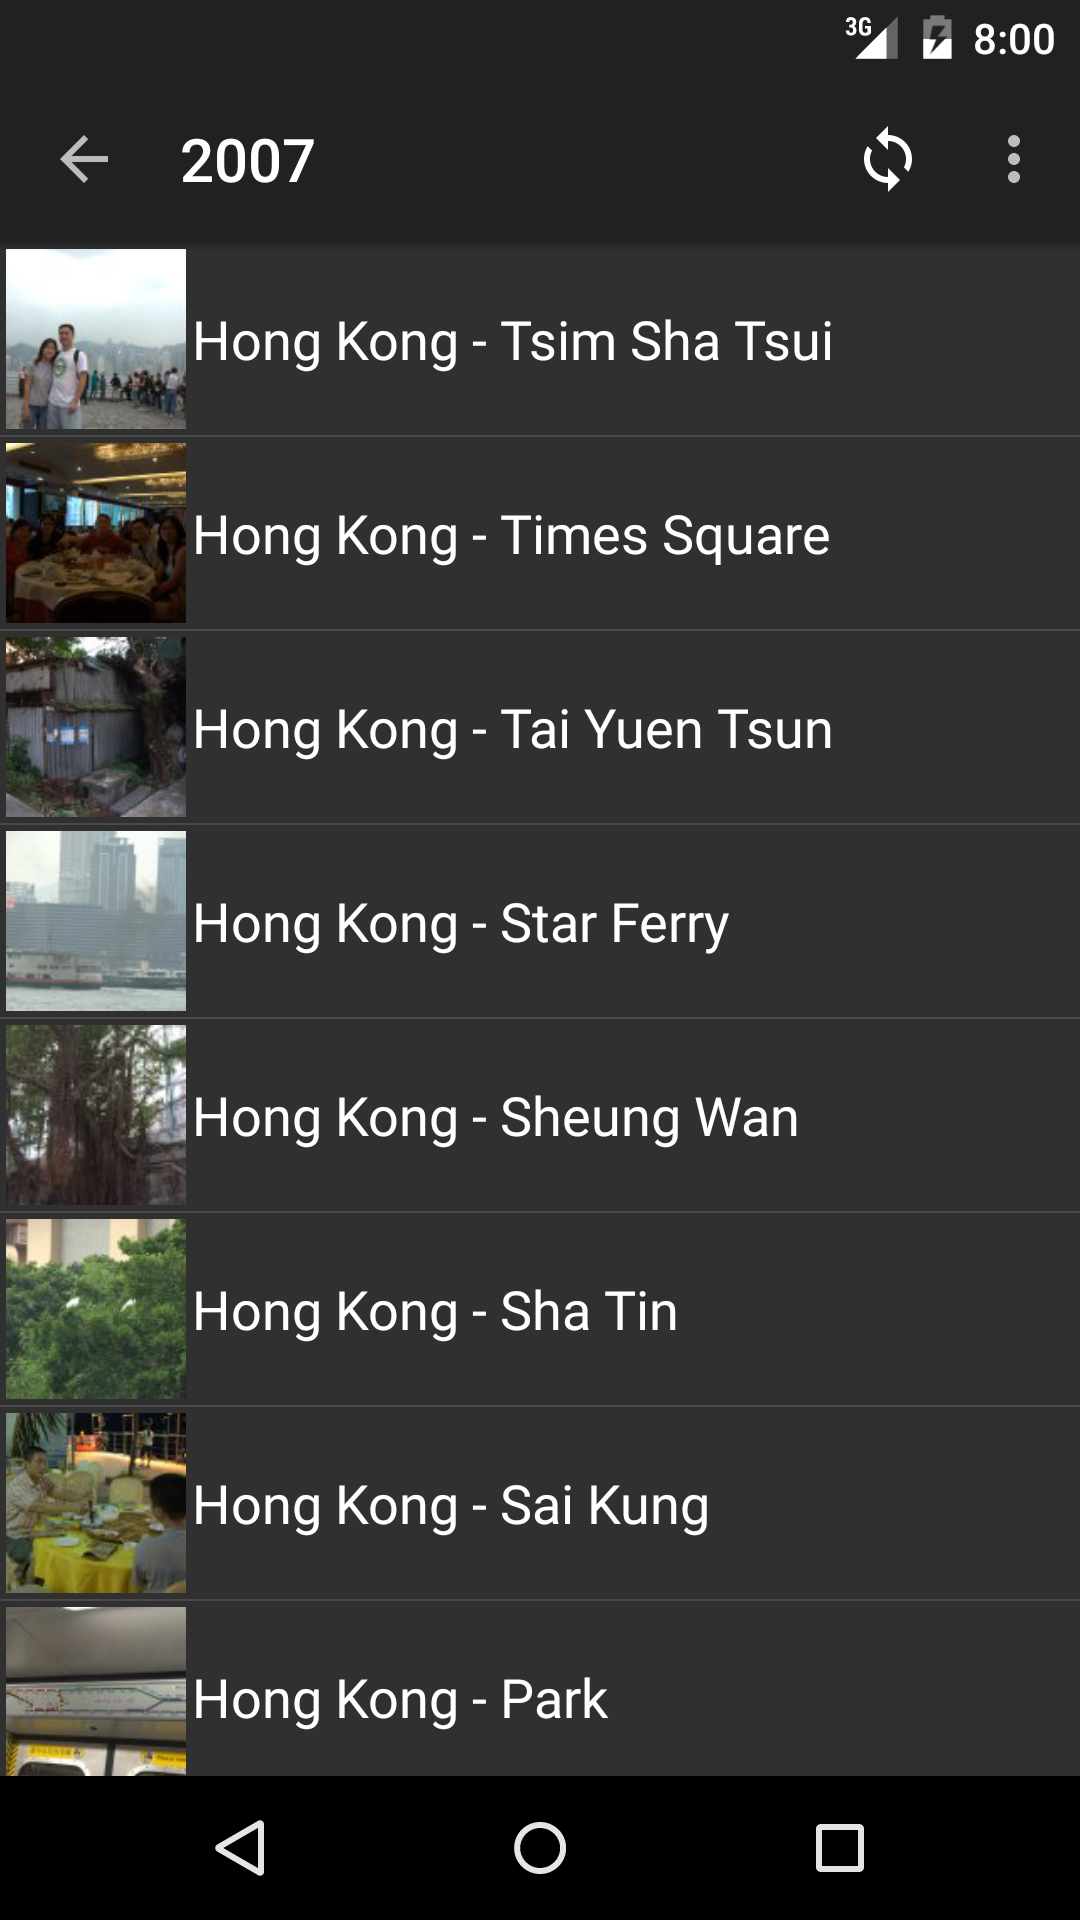 3G 8:00
2007
Hong Kong - Tsim Sha Tsui
Hong Kong - Times Square
Hong Kong - Tai Yuen Tsun
Hong Kong - Star Ferry
Hong Kong - Sheung Wan
Hong Kong - Sha Tin
Hong Kong - Sai Kung
Hong Kong - Park